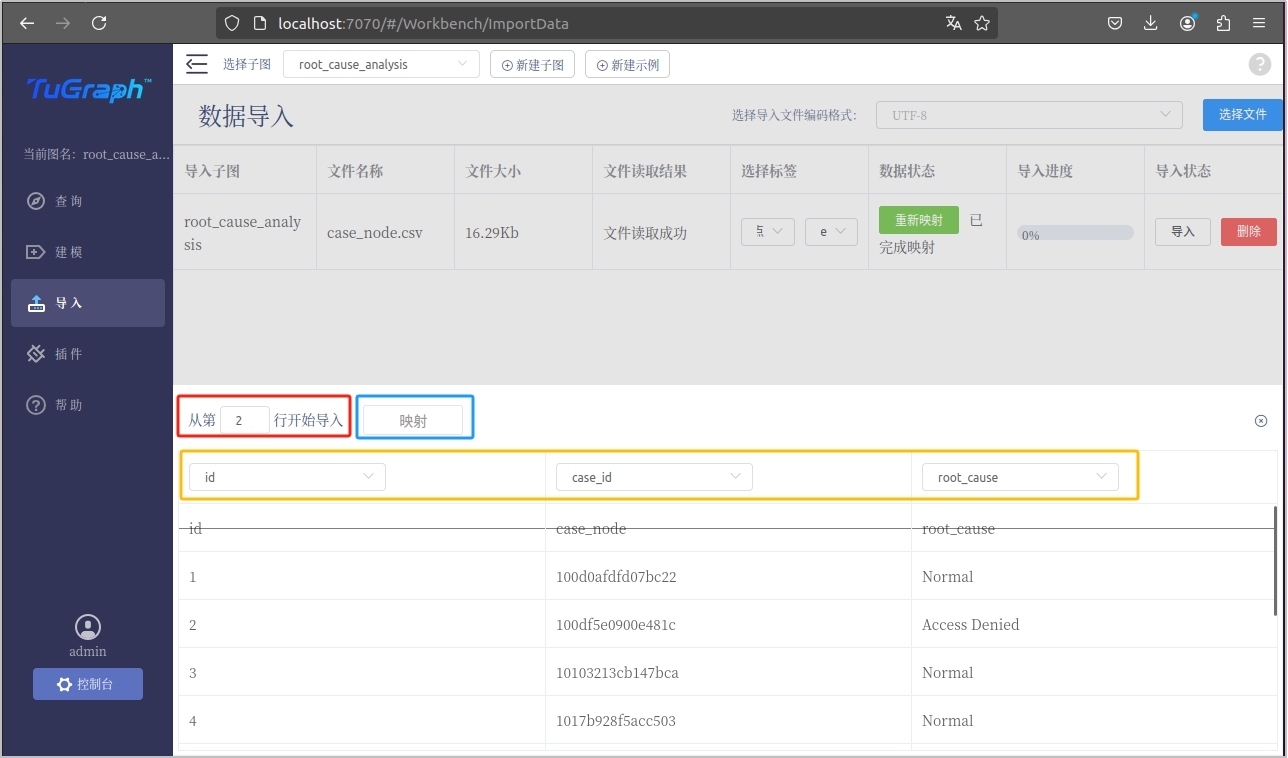 localhost:7070/#/Workbench/ImportData
TuGraph™
选择子图
root_cause_analysis
新建子图
新建示例
?
数据导入
选择导入文件编码格式:
UTF-8
选择文件
当前图名: root_cause_a...
查询
建模
导入
插件
帮助
admin
控制台
导入子图 文件名称 文件大小 文件读取结果 选择标签 数据状态 导入进度 导入状态
root_cause_analy
sis
case_node.csv
16.29Kb
文件读取成功
e
重新映射 已
完成映射
0%
导入
删除
从第 2 行开始导入
映射
id case_id root_cause
id case_node root_cause
1 100d0afdfd07bc22 Normal
2 100df5e0900e481c Access Denied
3 10103213cb147bca Normal
4 1017b928f5acc503 Normal